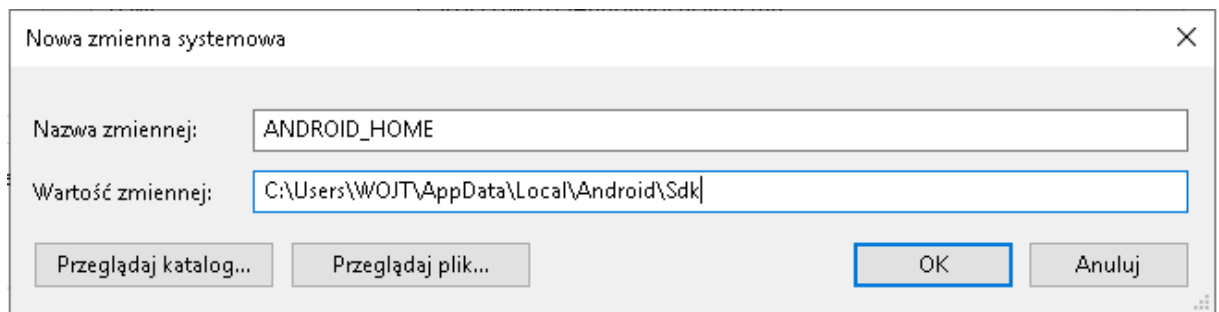 Nowa zmienna systemowa
Nazwa zmiennej: ANDROID_HOME
Wartość zmiennej: C:\Users\WOJT\AppData\Local\Android\Sdk
Przeglądaj katalog... Przeglądaj plik... OK Anuluj